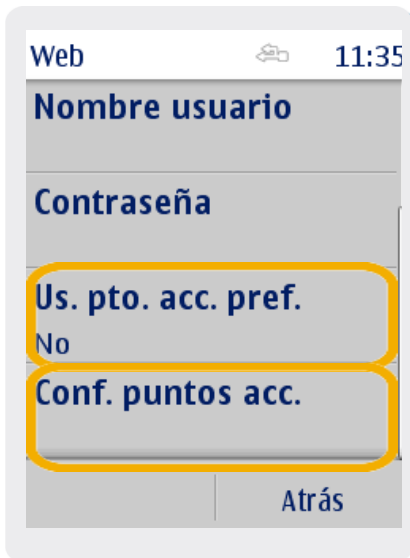 Web 11:35
Nombre usuario
Contraseña
Us. pto. acc. pref.
No
Conf. puntos acc.
Atrás